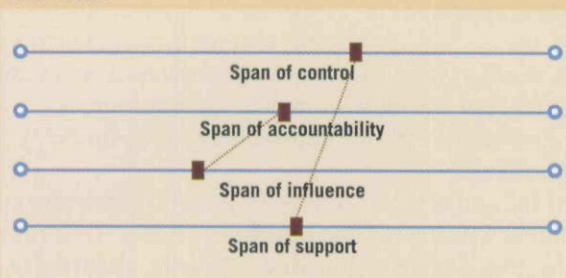 Span of control
Span of accountability
Span of influence
Span of support